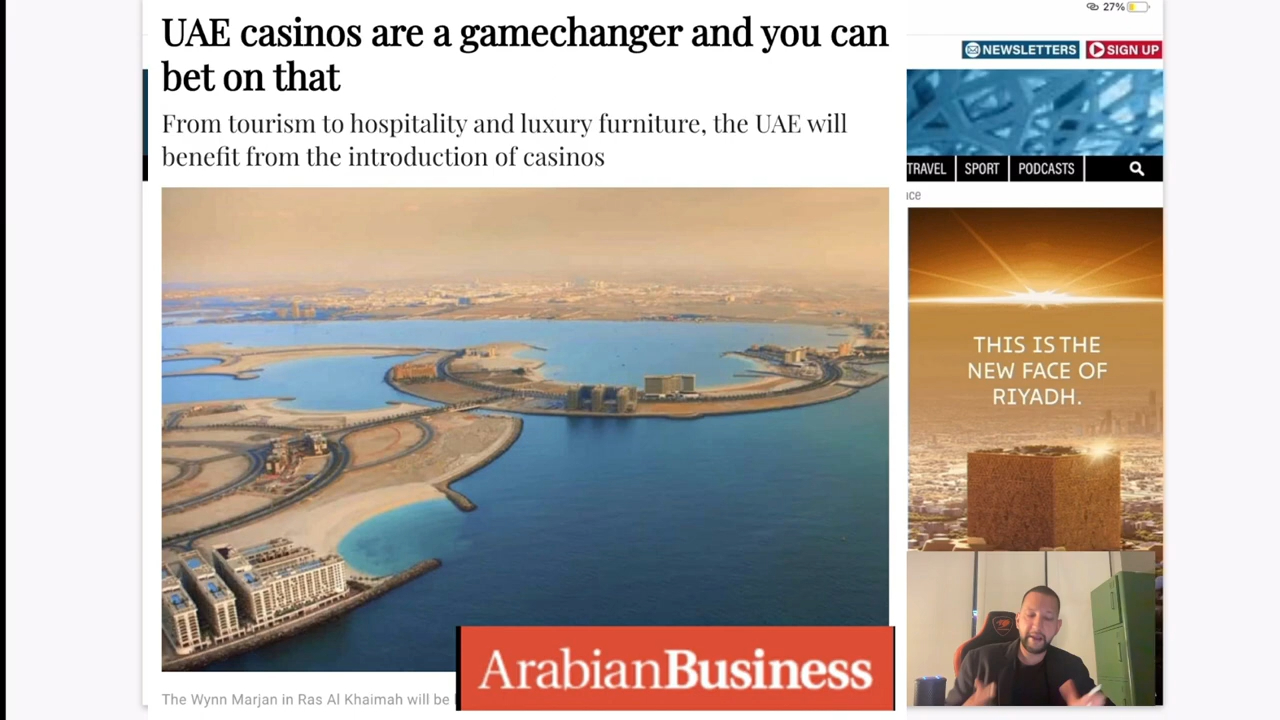 UAE casinos are a gamechanger and you can
bet on that
From tourism to hospitality and luxury furniture, the UAE will
benefit from the introduction of casinos
The Wynn Marjan in Ras Al Khaimah will be
ArabianBusiness
27%
NEWSLETTERS
SIGN UP
TRAVEL
SPORT
PODCASTS
THIS IS THE
NEW FACE OF
RIYADH.